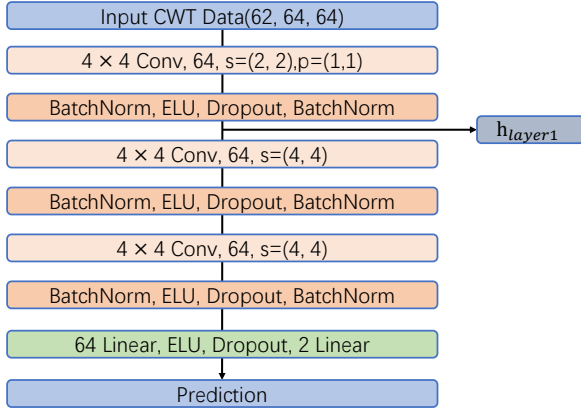 Input CWT Data(62, 64, 64)
4 × 4 Conv, 64, s=(2, 2),p=(1,1)
BatchNorm, ELU, Dropout, BatchNorm
h_layer1
4 × 4 Conv, 64, s=(4, 4)
BatchNorm, ELU, Dropout, BatchNorm
4 × 4 Conv, 64, s=(4, 4)
BatchNorm, ELU, Dropout, BatchNorm
64 Linear, ELU, Dropout, 2 Linear
Prediction